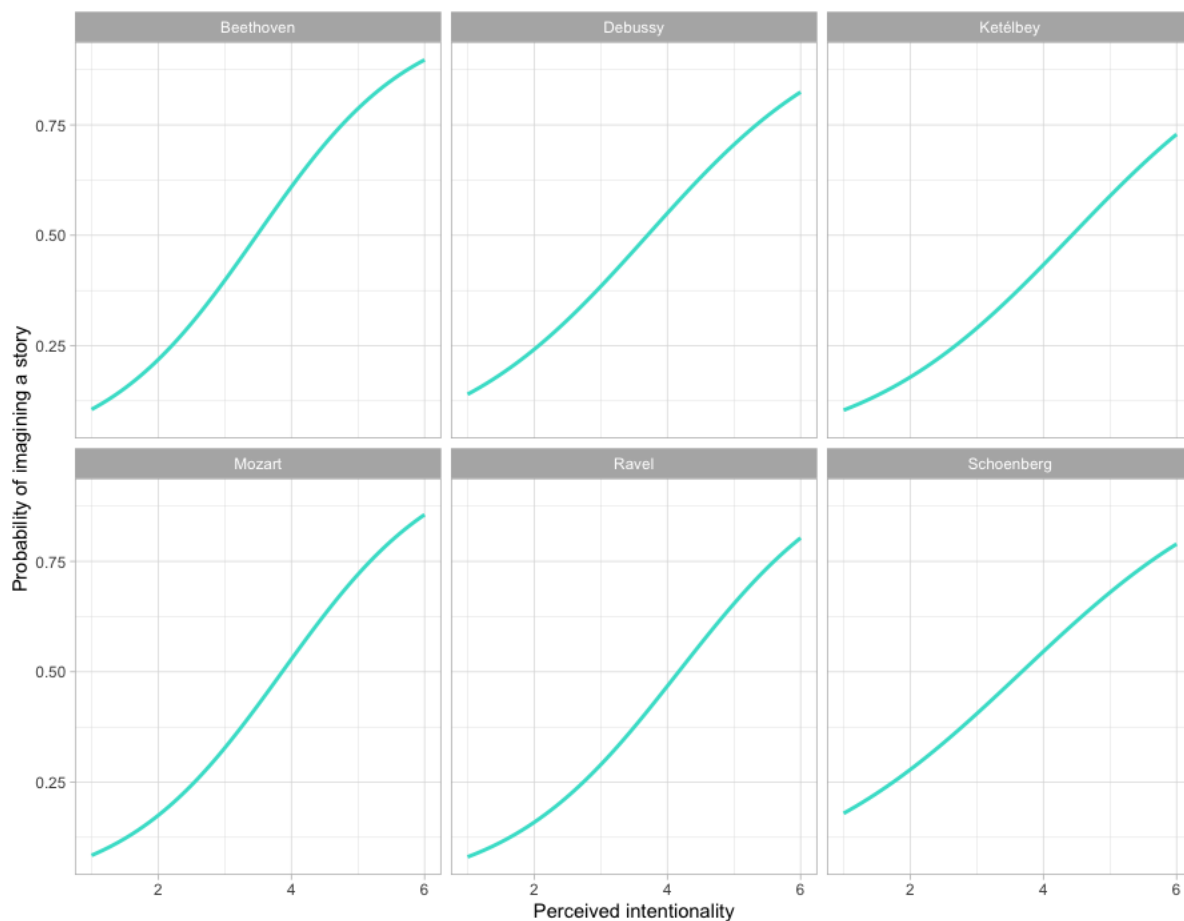 Beethoven
Debussy
Ketélbey
0.75
0.50
0.25
Mozart
Ravel
Schoenberg
0.75
0.50
0.25
2 4 6
2 4 6
2 4 6
Perceived intentionality
Probability of imagining a story